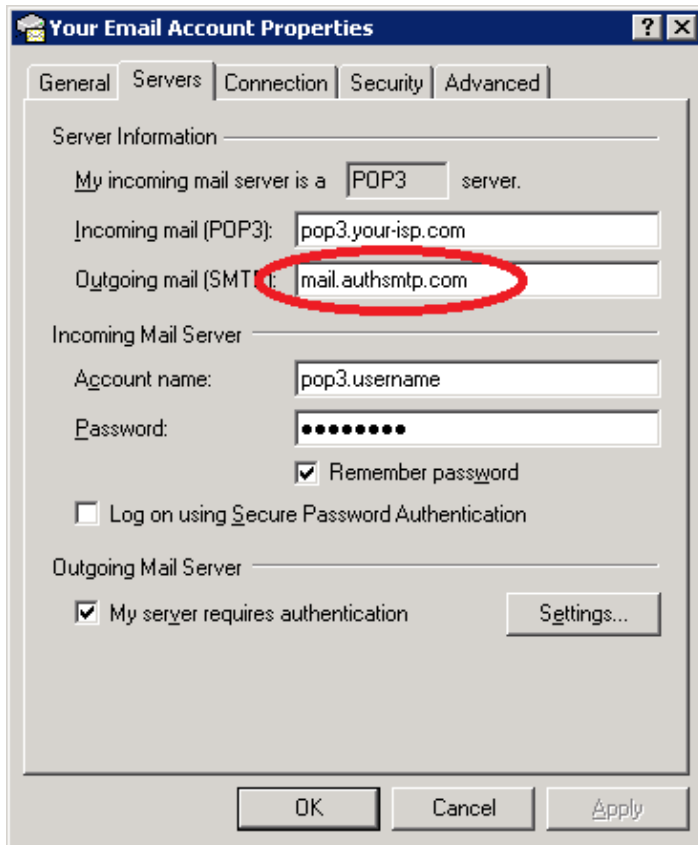 Your Email Account Properties
General Servers Connection Security Advanced
Server Information
My incoming mail server is a POP3 server.
Incoming mail (POP3): pop3.your-isp.com
Outgoing mail (SMTP): mail.authsmtp.com
Incoming Mail Server
Account name: pop3.username
Password: ●●●●●●●●
Remember password
Log on using Secure Password Authentication
Outgoing Mail Server
My server requires authentication Settings...
OK Cancel Apply